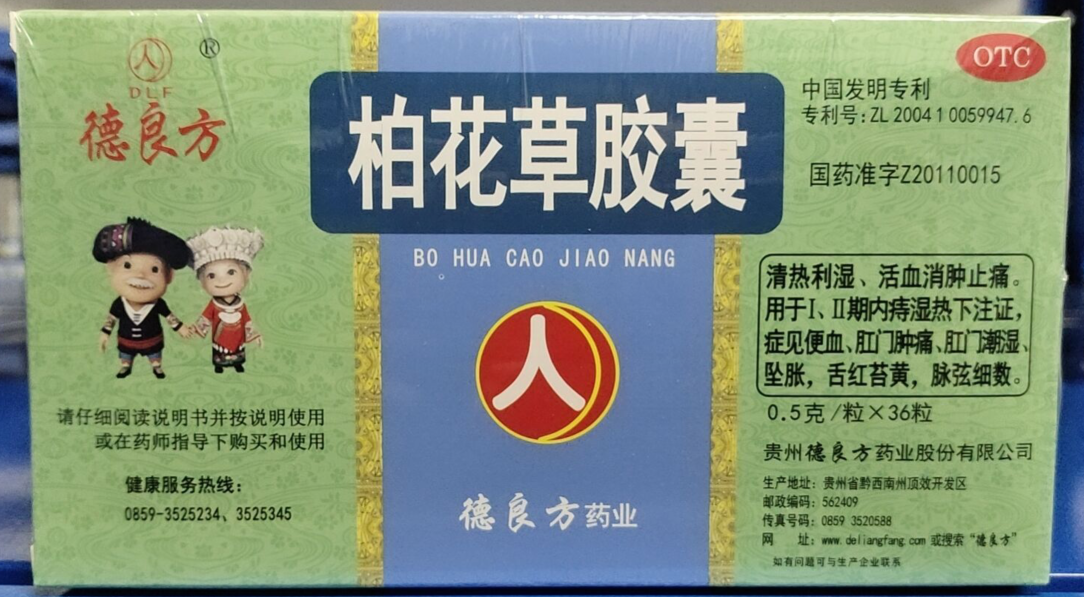 人
®
DLF
德良方
请仔细阅读说明书并按说明使用
或在药师指导下购买和使用
健康服务热线：
0859-3525234、3525345
柏花草胶囊
BO HUA CAO JIAO NANG
人
德良方药业
OTC
中国发明专利
专利号：ZL 2004 1 0059947. 6
国药准字Z20110015
清热利湿、活血消肿止痛。
用于Ⅰ、Ⅱ期内痔湿热下注证，
症见便血、肛门肿痛、肛门潮湿、
坠胀，舌红苔黄，脉弦细数。
0.5克/粒×36粒
贵州德良方药业股份有限公司
生产地址：贵州省黔西南州顶效开发区
邮政编码：562409
传真号码：0859 3520588
网 址：www.deliangfang.com 或搜索“德良方”
如有问题可与生产企业联系